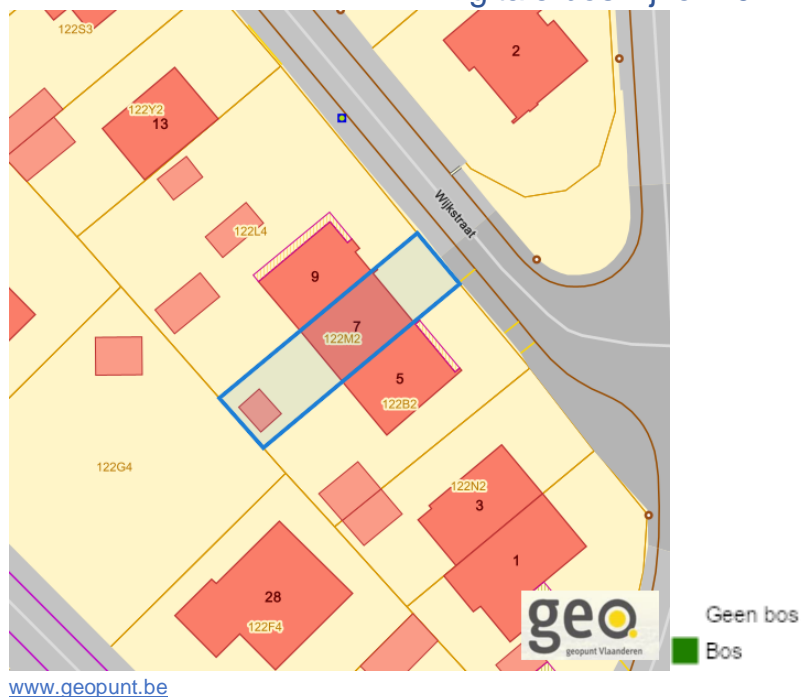 122S3
2
122Y2
13
Wijkstraat
122L4
9
7
122M2
5
122B2
122G4
122N2
3
1
28
122F4
geo
geopunt Vlaanderen
Geen bos
Bos
www.geopunt.be